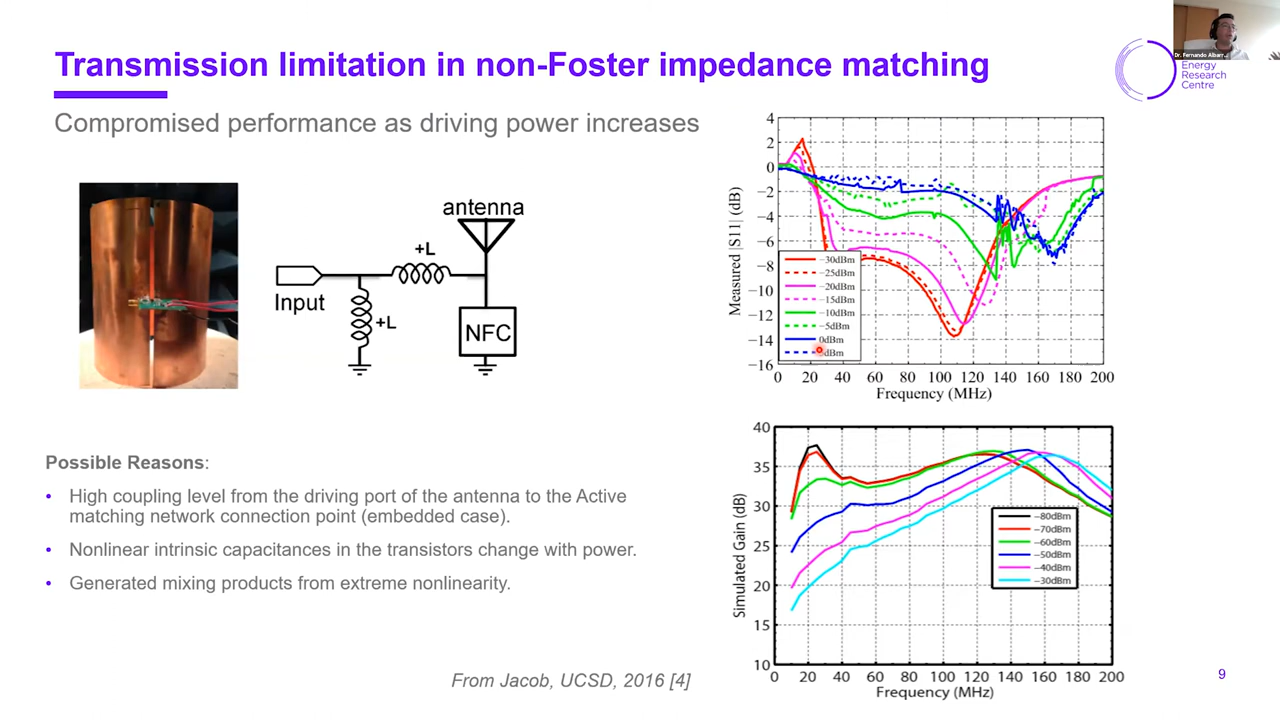 Transmission limitation in non-Foster impedance matching
Compromised performance as driving power increases
Energy
Research
Centre
antenna
+L
Input
+L
NFC
Possible Reasons:
• High coupling level from the driving port of the antenna to the Active
matching network connection point (embedded case).
• Nonlinear intrinsic capacitances in the transistors change with power.
• Generated mixing products from extreme nonlinearity.
From Jacob, UCSD, 2016 [4]
Measured |S11| (dB)
4
2
0
−2
−4
−6
−8
−10
−12
−14
−16
−30dBm
−25dBm
−20dBm
−15dBm
−10dBm
−5dBm
0dBm
dBm
0 20 40 60 80 100 120 140 160 180 200
Frequency (MHz)
Simulated Gain (dB)
40
35
30
25
20
15
10
−80dBm
−70dBm
−60dBm
−50dBm
−40dBm
−30dBm
0 20 40 60 80 100 120 140 160 180 200
Frequency (MHz)
9